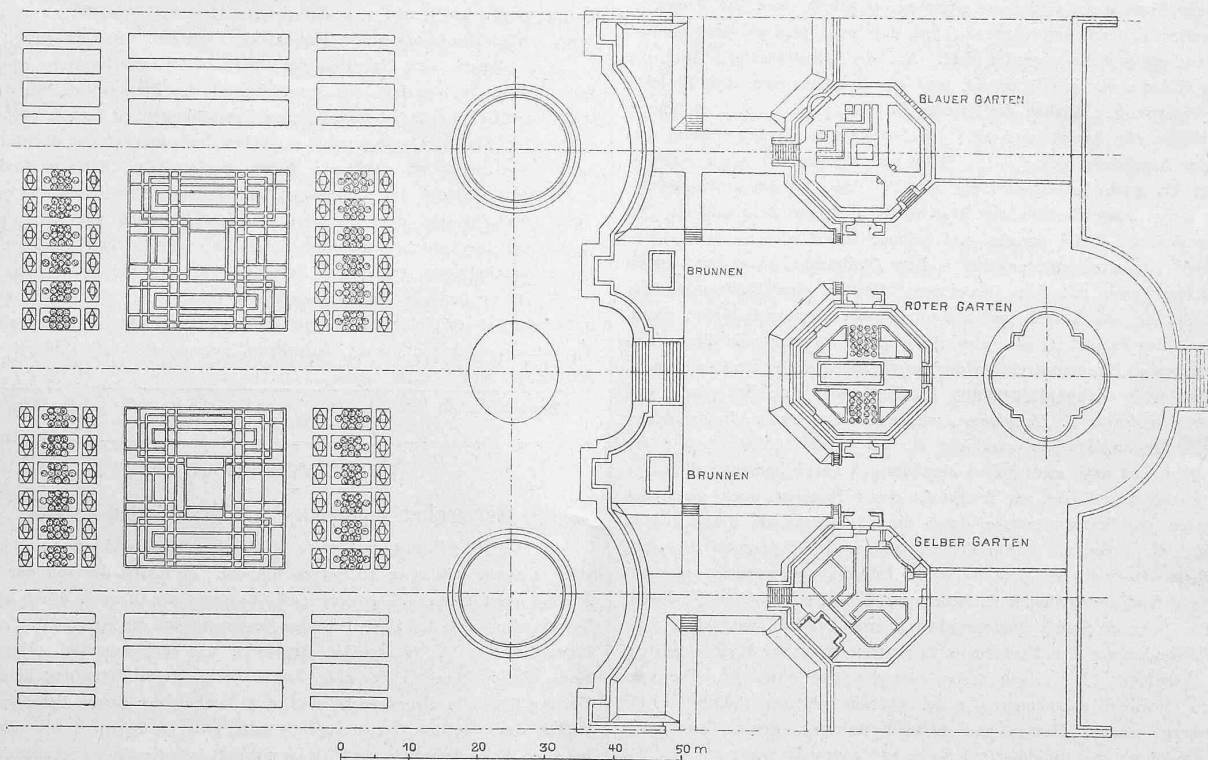 BLAUER GARTEN
BRUNNEN
ROTER GARTEN
BRUNNEN
GELBER GARTEN
0 10 20 30 40 50 m